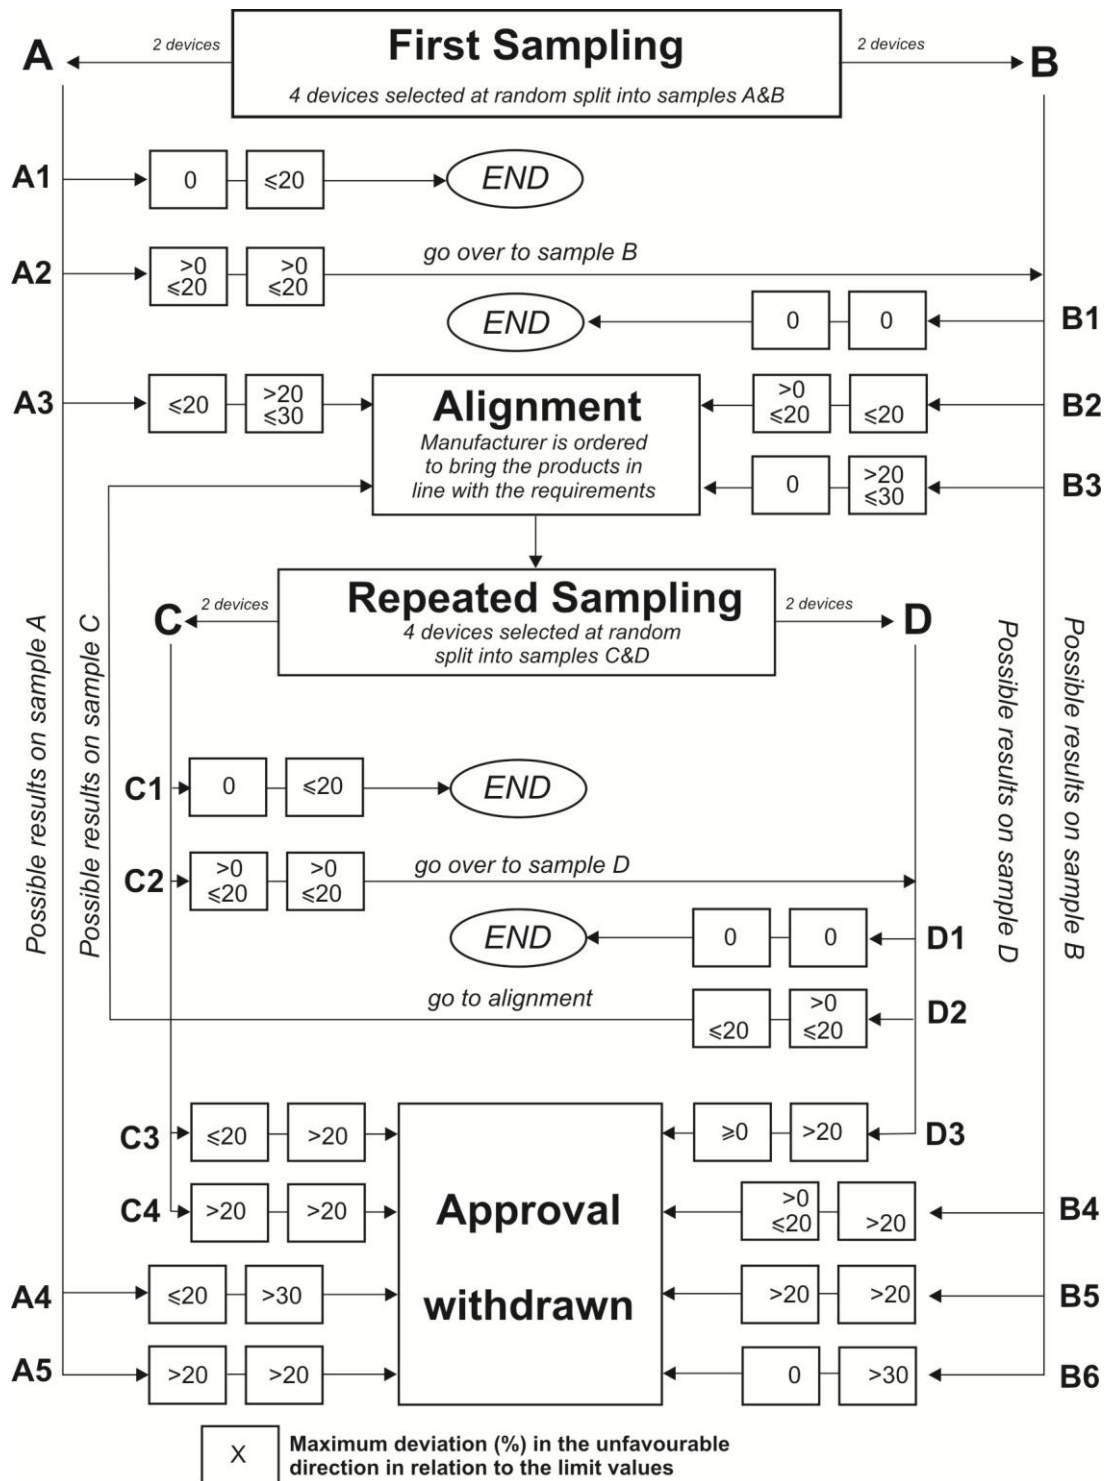 First Sampling
4 devices selected at random split into samples A&B
A
2 devices
2 devices
B
A1
0
⩽20
END
A2
>0
⩽20
>0
⩽20
go over to sample B
END
0
0
B1
A3
⩽20
>20
⩽30
Alignment
Manufacturer is ordered
to bring the products in
line with the requirements
>0
⩽20
⩽20
B2
0
>20
⩽30
B3
C
2 devices
Repeated Sampling
4 devices selected at random
split into samples C&D
2 devices
D
Possible results on sample A
Possible results on sample C
Possible results on sample D
Possible results on sample B
C1
0
⩽20
END
C2
>0
⩽20
>0
⩽20
go over to sample D
END
0
0
D1
go to alignment
⩽20
>0
⩽20
D2
C3
⩽20
>20
Approval
withdrawn
⩾0
>20
D3
C4
>20
>20
>0
⩽20
>20
B4
A4
⩽20
>30
>20
>20
B5
A5
>20
>20
0
>30
B6
X
Maximum deviation (%) in the unfavourable
direction in relation to the limit values